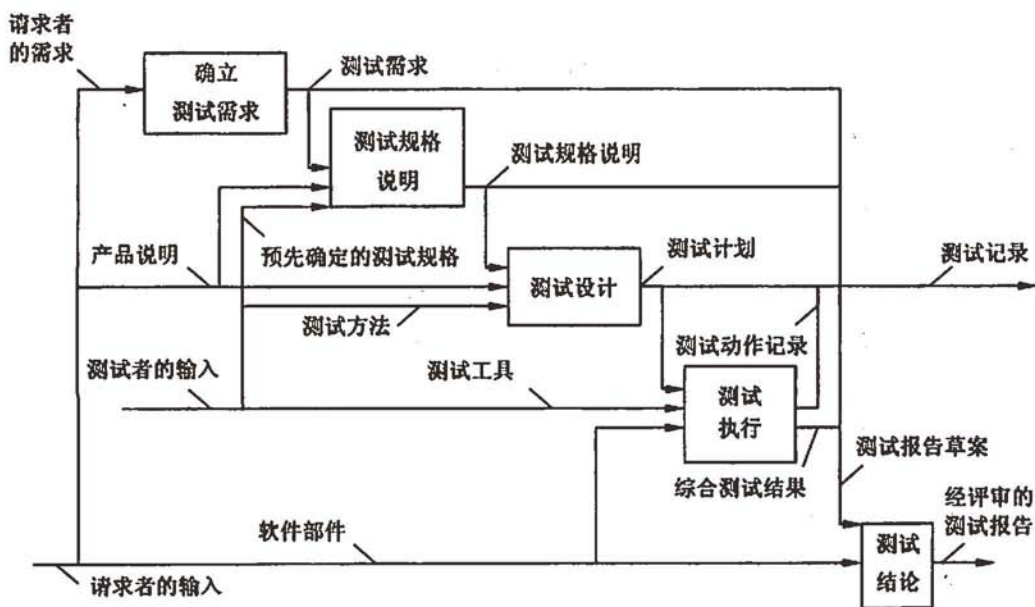 请求者
的需求
确立
测试需求
测试需求
测试规格
说明
测试规格说明
产品说明
预先确定的测试规格
测试计划
测试记录
测试设计
测试方法
测试动作记录
测试者的输入
测试工具
测试
执行
测试报告草案
综合测试结果
经评审的
测试报告
软件部件
测试
结论
请求者的输入